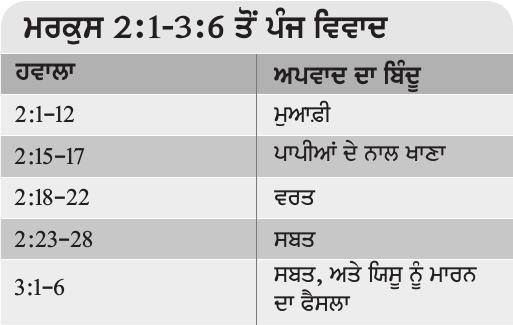 ਮਰਕੁਸ 2:1-3:6 ਤੋਂ ਪੰਜ ਵਿਵਾਦ
ਹਵਾਲਾ ਅਪਵਾਦ ਦਾ ਬਿੰਦੂ
2:1–12 ਮੁਆਫ਼ੀ
2:15–17 ਪਾਪੀਆਂ ਦੇ ਨਾਲ ਖਾਣਾ
2:18–22 ਵਰਤ
2:23–28 ਸਬਤ
3:1–6 ਸਬਤ, ਅਤੇ ਯਿਸੂ ਨੂੰ ਮਾਰਨ
ਦਾ ਫੈਸਲਾ